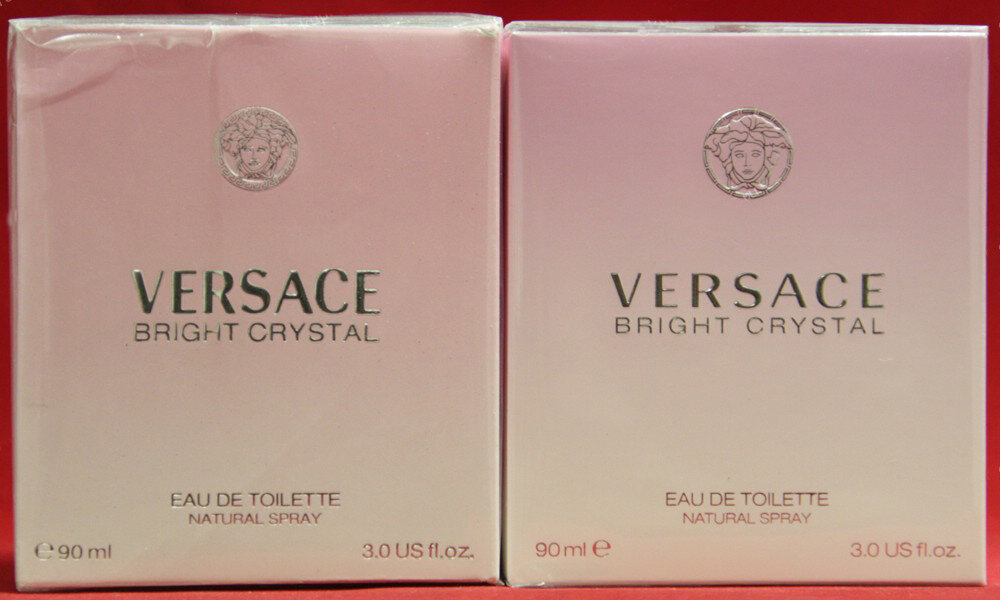 VERSACE
BRIGHT CRYSTAL
EAU DE TOILETTE
NATURAL SPRAY
e 90 ml
3.0 US fl.oz.
VERSACE
BRIGHT CRYSTAL
EAU DE TOILETTE
NATURAL SPRAY
90 ml e
3.0 US fl.oz.